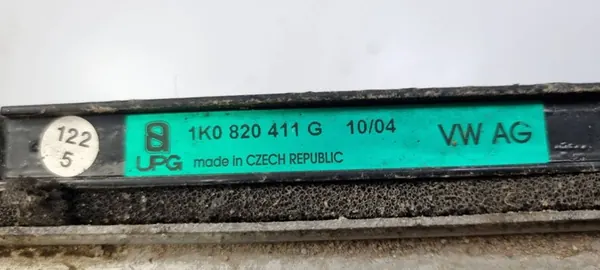 122
5
UPG
1K0 820 411 G 10/04
made in CZECH REPUBLIC
VW AG